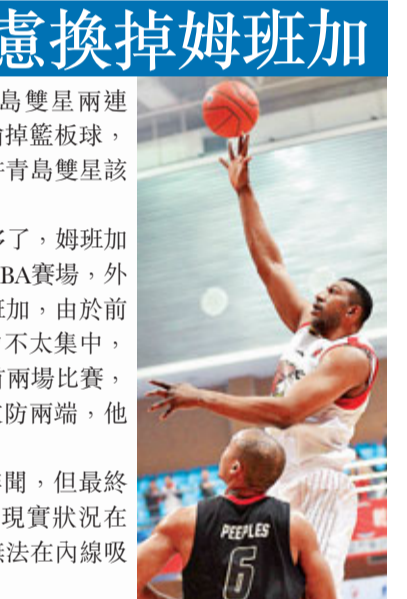 慮換掉姆班加
島雙星兩連
掉籃板球，
青島雙星該
了，姆班加
BA賽場，外
加，由於前
不太集中，
兩場比賽，
防兩端，他
聞，但最終
現實狀況在
法在內線吸
PEEPLES
6